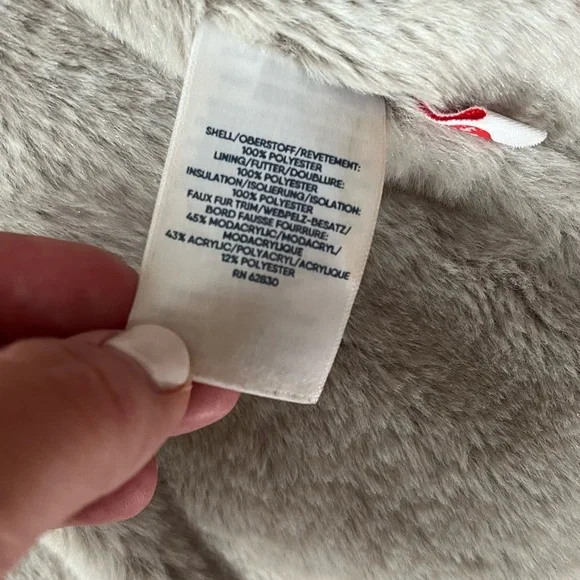 SHELL/OBERSTOFF/REVETEMENT:
100% POLYESTER
LINING/FUTTER/DOUBLURE:
100% POLYESTER
INSULATION/ISOLIERUNG/ISOLATION:
100% POLYESTER
FAUX FUR TRIM/WEBPELZ-BESATZ/
BORD FAUSSE FOURRURE:
45% MODACRYLIC/MODACRYL/
MODACRYLIQUE
43% ACRYLIC/POLYACRYL/ACRYLIQUE
12% POLYESTER
RN 62830